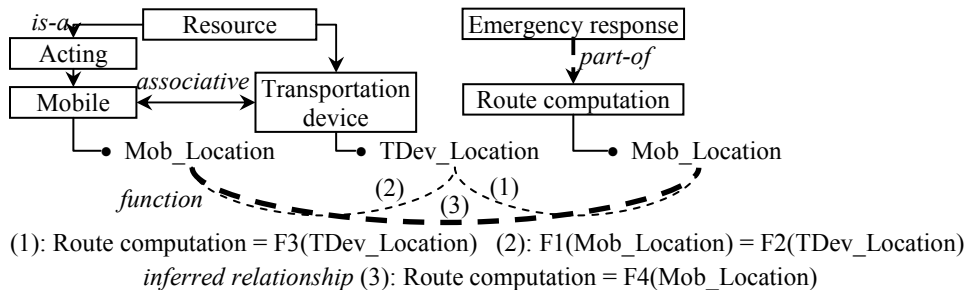 is-a
Resource
Emergency response
Acting
part-of
associative
Mobile
Transportation
device
Route computation
Mob_Location
TDev_Location
Mob_Location
function
(2)
(1)
(3)
(1): Route computation = F3(TDev_Location) (2): F1(Mob_Location) = F2(TDev_Location)
inferred relationship (3): Route computation = F4(Mob_Location)